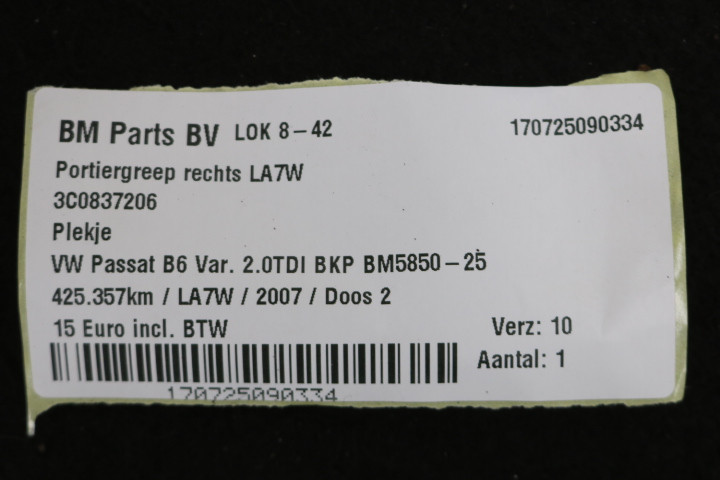 BM Parts BV LOK 8-42 170725090334
Portiergreep rechts LA7W
3C0837206
Plekje
VW Passat B6 Var. 2.0TDI BKP BM5850-25
425.357km / LA7W / 2007 / Doos 2
15 Euro incl. BTW Verz: 10
Aantal: 1
170725090334